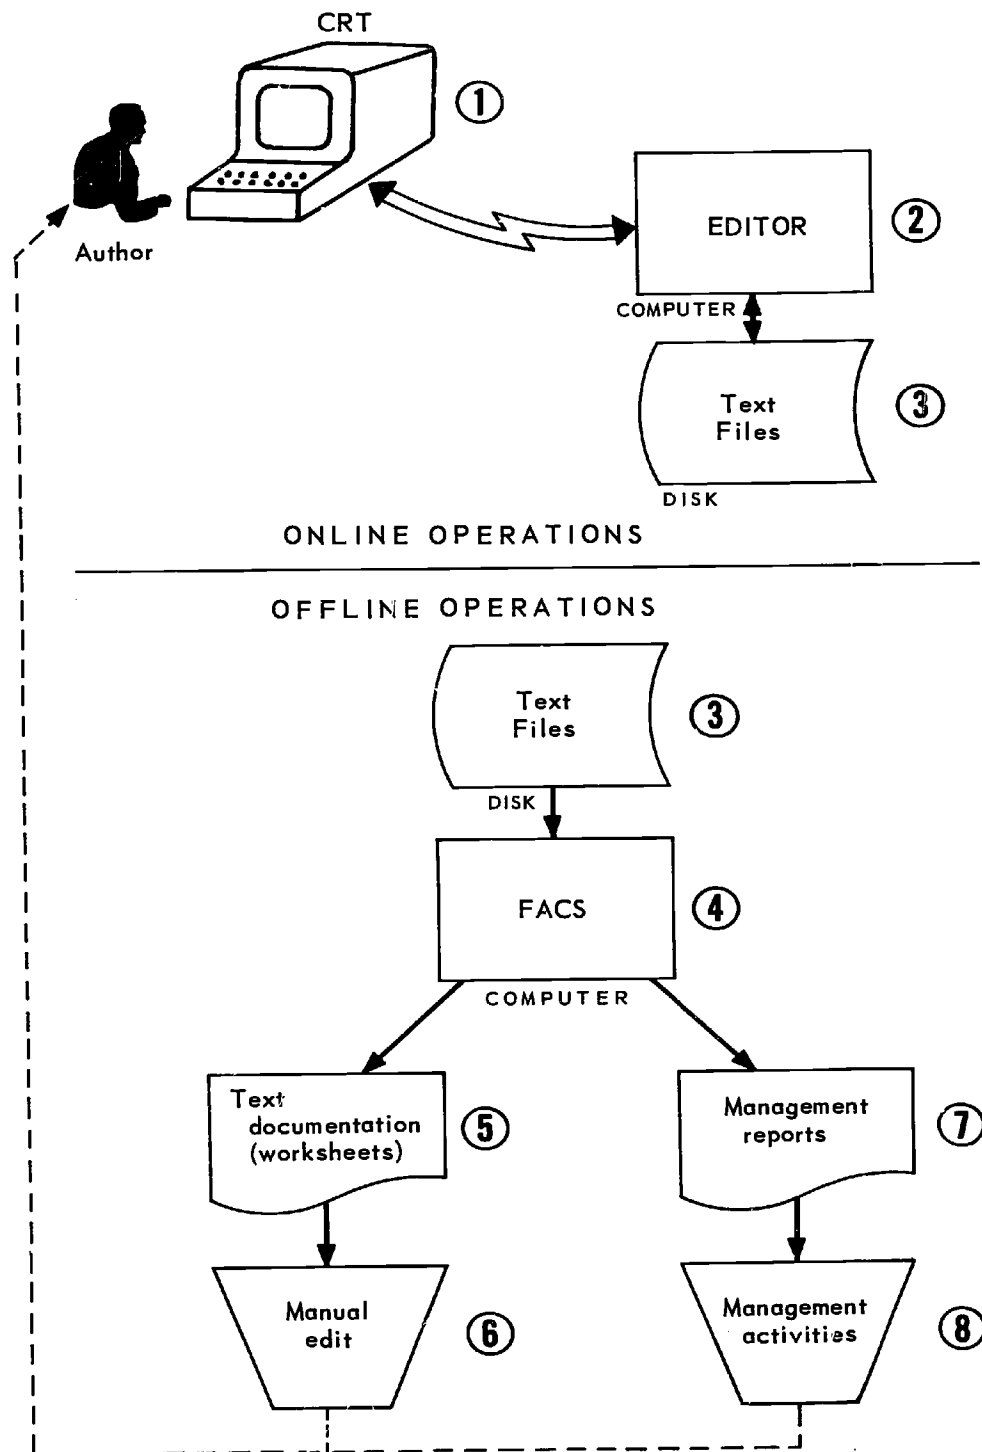 CRT
1
Author
EDITOR
2
COMPUTER
Text
Files
3
DISK
ONLINE OPERATIONS
OFFLINE OPERATIONS
Text
Files
3
DISK
FACS
4
COMPUTER
Text
documentation
(worksheets)
5
Management
reports
7
Manual
edit
6
Management
activities
8